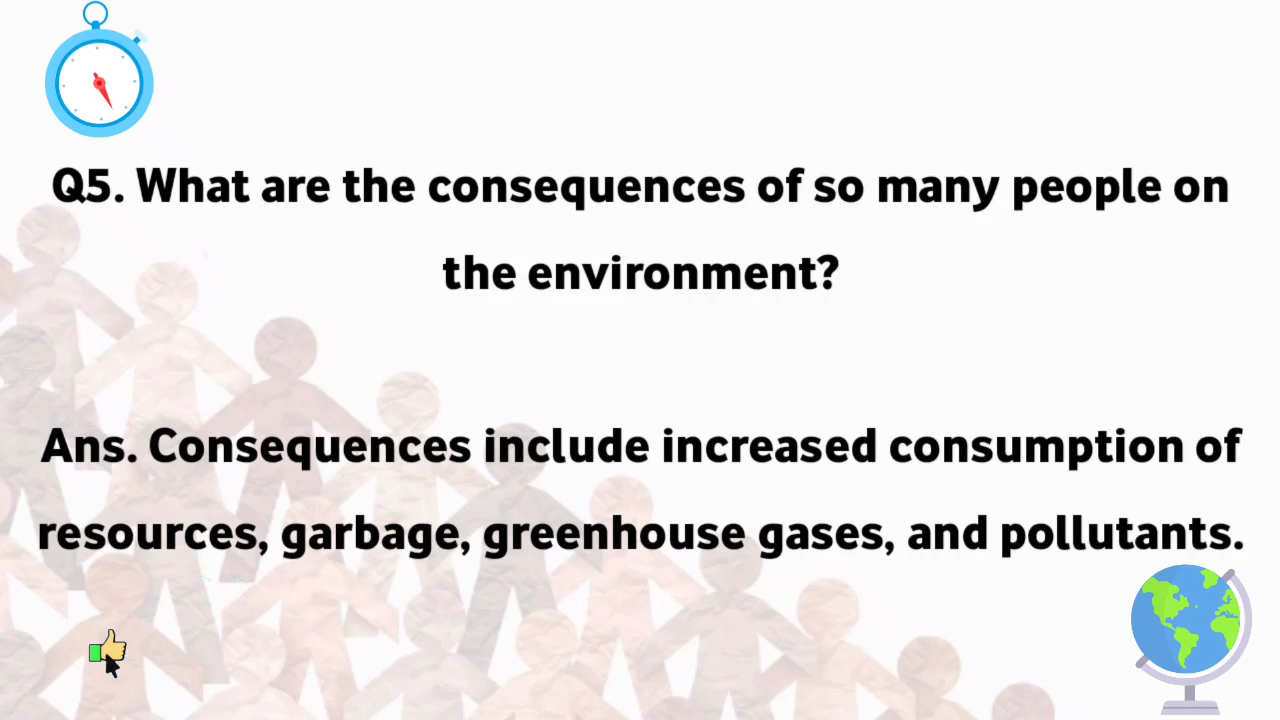 Q5. What are the consequences of so many people on
the environment?
Ans. Consequences include increased consumption of
resources, garbage, greenhouse gases, and pollutants.